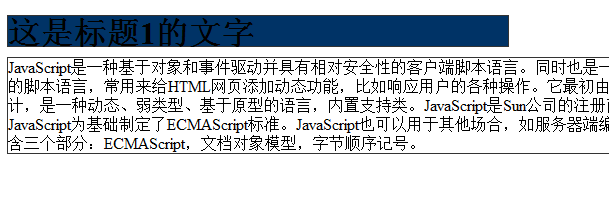 这是标题1的文字
JavaScript是一种基于对象和事件驱动并具有相对安全性的客户端脚本语言。同时也是一
的脚本语言，常用来给HTML网页添加动态功能，比如响应用户的各种操作。它最初由
计，是一种动态、弱类型、基于原型的语言，内置支持类。JavaScript是Sun公司的注册
JavaScript为基础制定了ECMAScript标准。JavaScript也可以用于其他场合，如服务器端编
含三个部分：ECMAScript，文档对象模型，字节顺序记号。